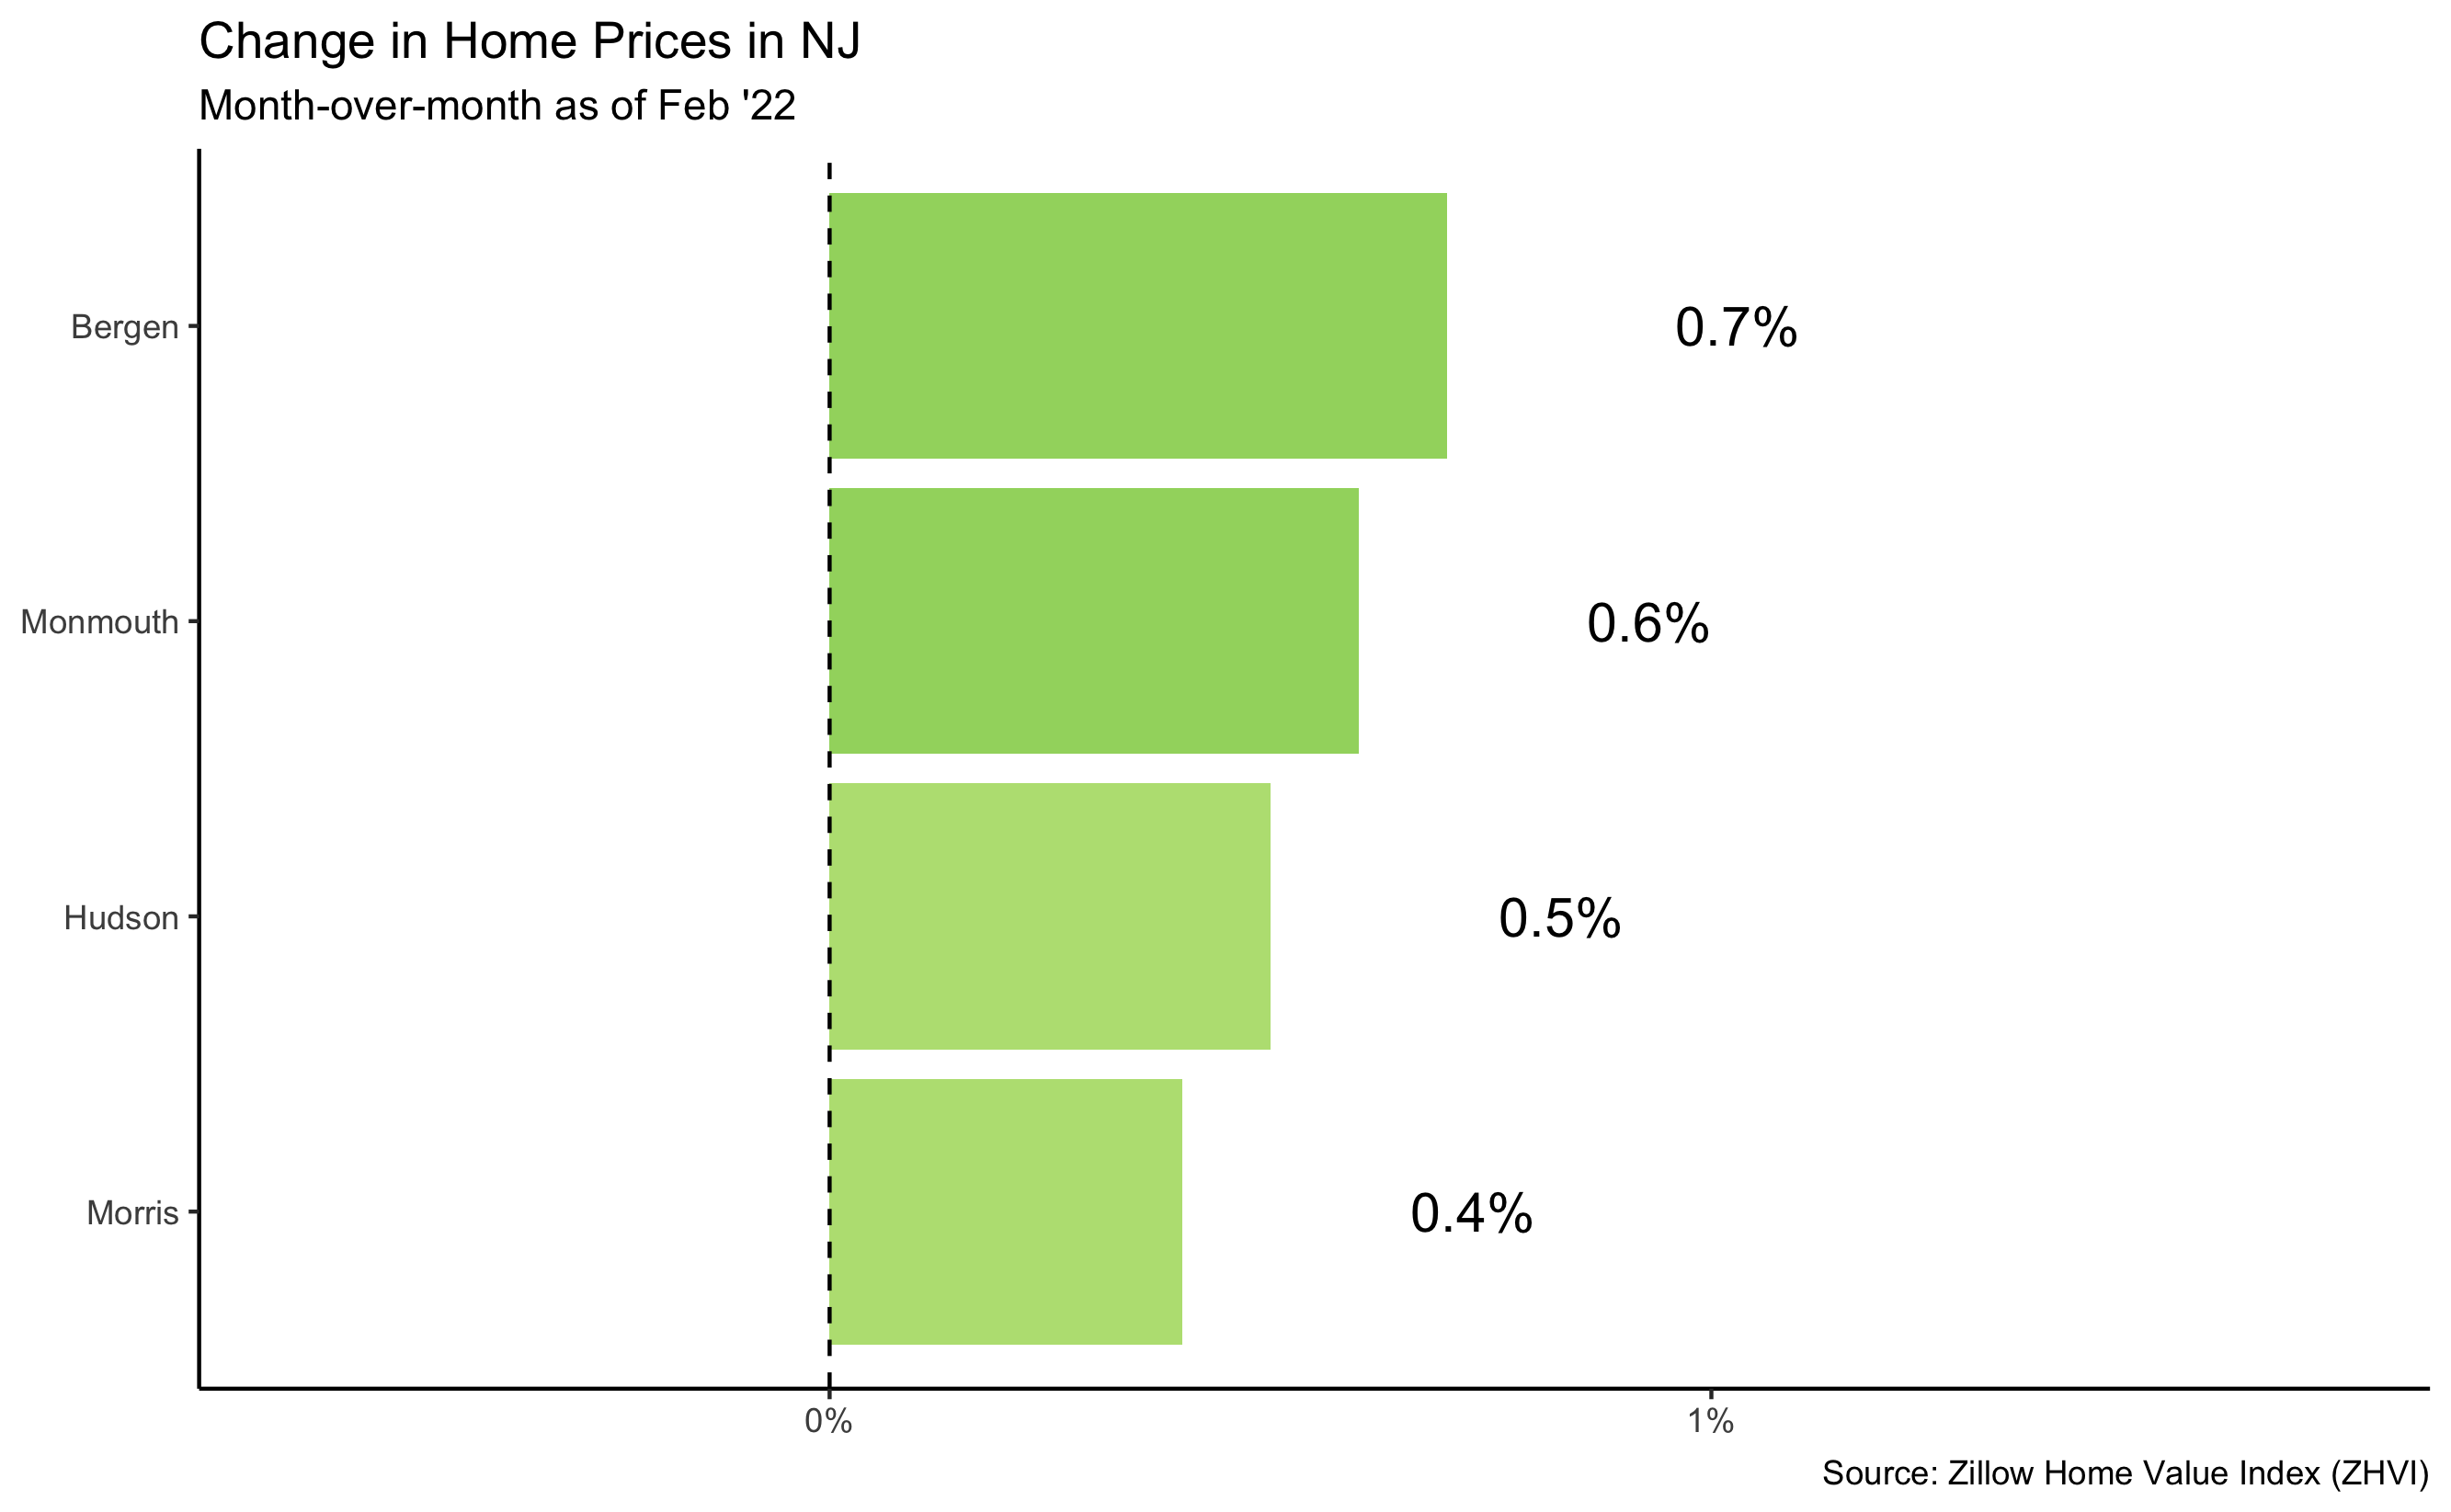 Change in Home Prices in NJ
Month-over-month as of Feb '22
Bergen
0.7%
Monmouth
0.6%
Hudson
0.5%
Morris
0.4%
0%
1%
Source: Zillow Home Value Index (ZHVI)